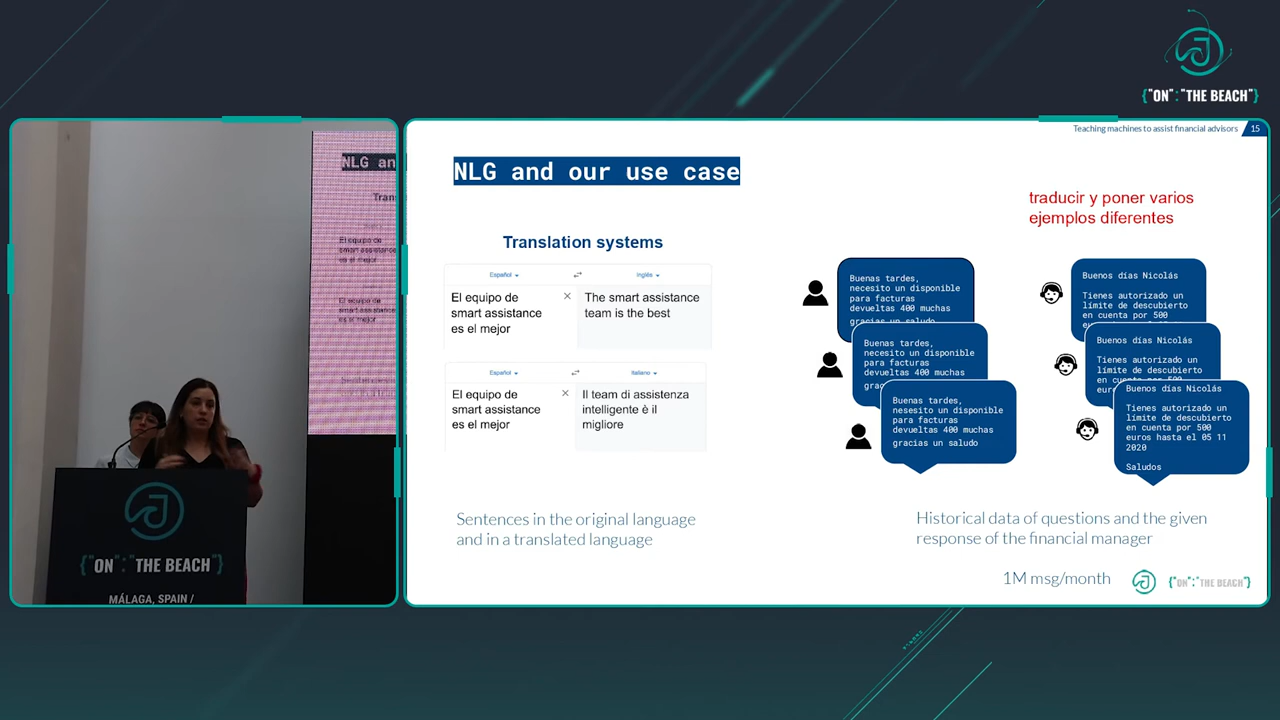 {"ON":"THE BEACH"}
Teaching machines to assist financial advisors
15
NLG and our use case
traducir y poner varios
ejemplos diferentes
Translation systems
Español
Inglés
El equipo de
smart assistance
es el mejor
The smart assistance
team is the best
Español
Italiano
El equipo de
smart assistance
es el mejor
Il team di assistenza
intelligente è il
migliore
Sentences in the original language
and in a translated language
Buenas tardes,
necesito un disponible
para facturas
devueltas 400 muchas
gracias un saludo
Buenas tardes,
necesito un disponible
para facturas
devueltas 400 muchas
Buenas tardes,
nesesito un disponible
para facturas
devueltas 400 muchas
gracias un saludo
Buenos días Nicolás
Tienes autorizado un
límite de descubierto
en cuenta por 500
Buenos días Nicolás
Tienes autorizado un
límite de descubierto
en cuenta por 500
Buenos días Nicolás
Tienes autorizado un
límite de descubierto
en cuenta por 500
euros hasta el 05 11
2020
Saludos
Historical data of questions and the given
response of the financial manager
1M msg/month
{"ON":"THE BEACH"}
NLG an
Tran
El equipo de
smart assistance
es el mejor
El equipo de
smart assistance
es el mejor
{"ON":"THE BEACH"}
MÁLAGA, SPAIN /